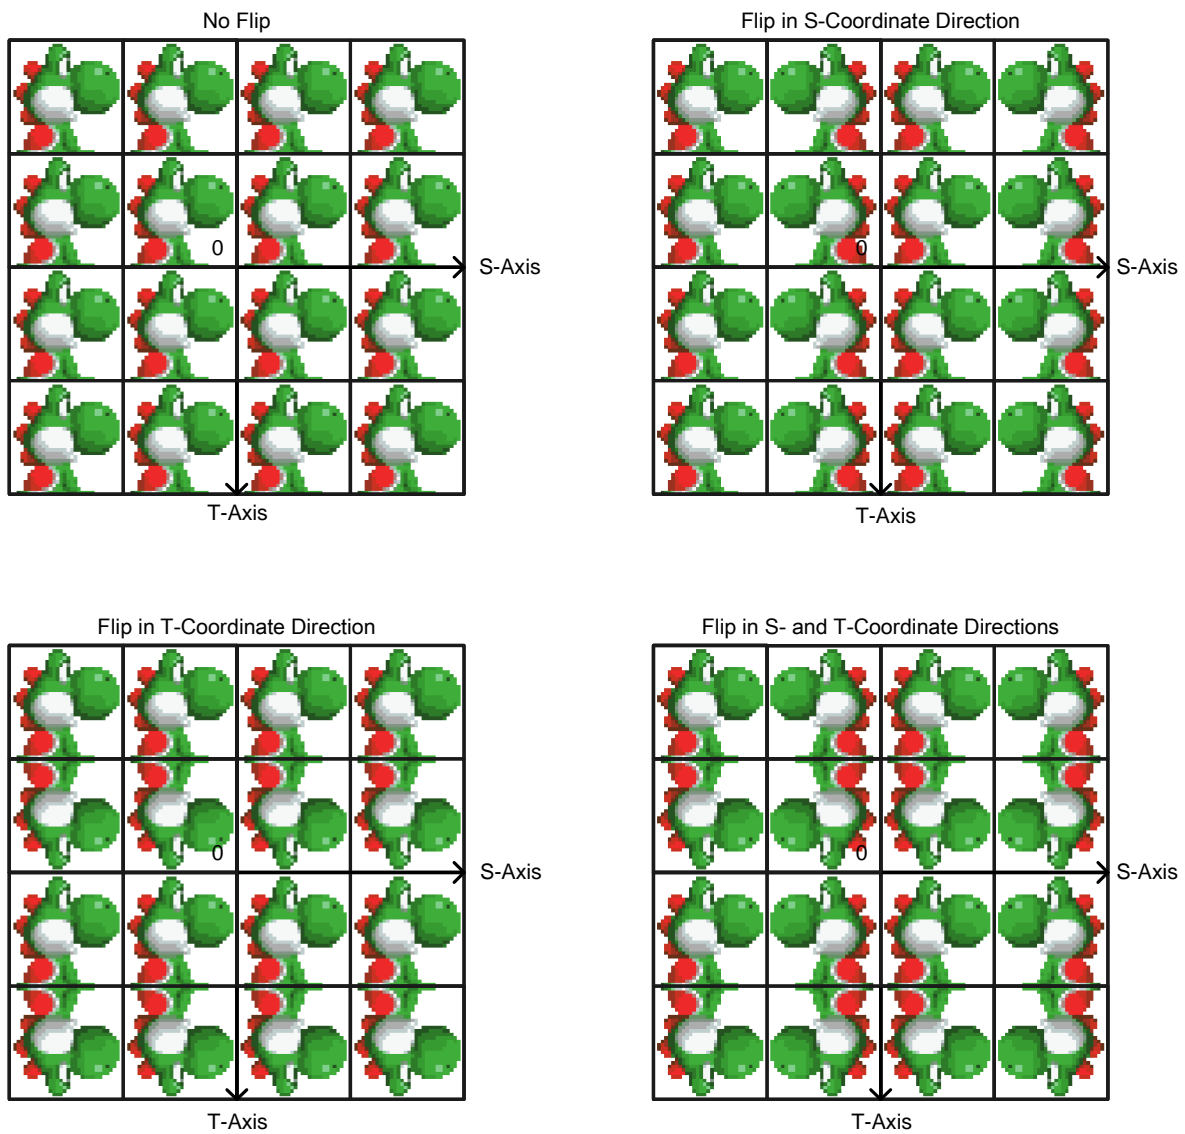 No Flip
Flip in S-Coordinate Direction
0
S-Axis
0
S-Axis
T-Axis
T-Axis
Flip in T-Coordinate Direction
Flip in S- and T-Coordinate Directions
0
S-Axis
0
S-Axis
T-Axis
T-Axis